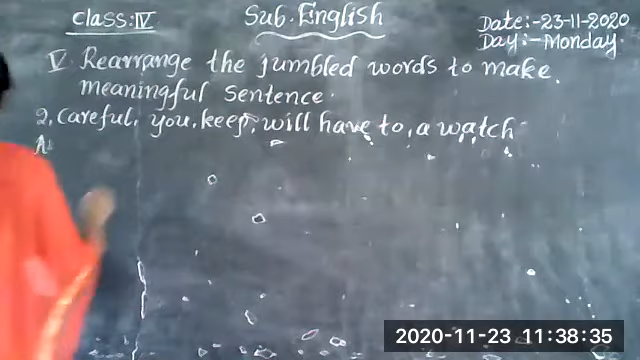 Class:IV
Sub.English
Date:-23-11-2020
Day:-Monday.
V. Rearrange the jumbled words to make
meaningful sentence.
2, careful, you, keep, will have to, a watch
A:
2020-11-23 11:38:35